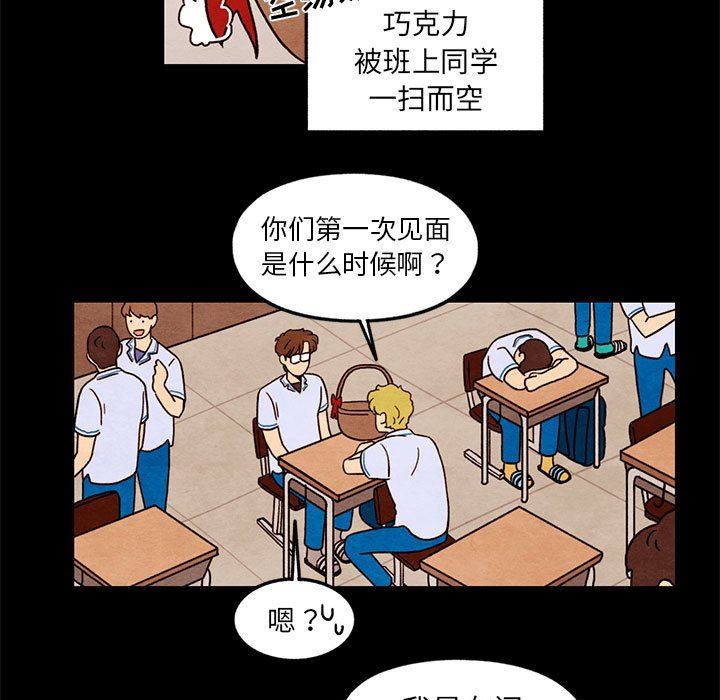 巧克力
被班上同学
一扫而空
你们第一次见面
是什么时候啊？
嗯？